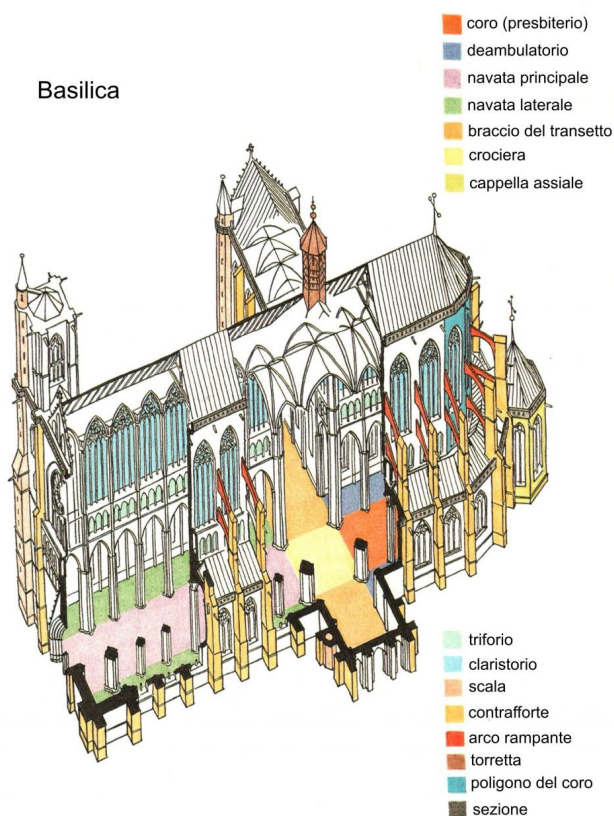 coro (presbiterio)
deambulatorio
Basilica
navata principale
navata laterale
braccio del transetto
crociera
cappella assiale
triforio
claristorio
scala
contrafforte
arco rampante
torretta
poligono del coro
sezione